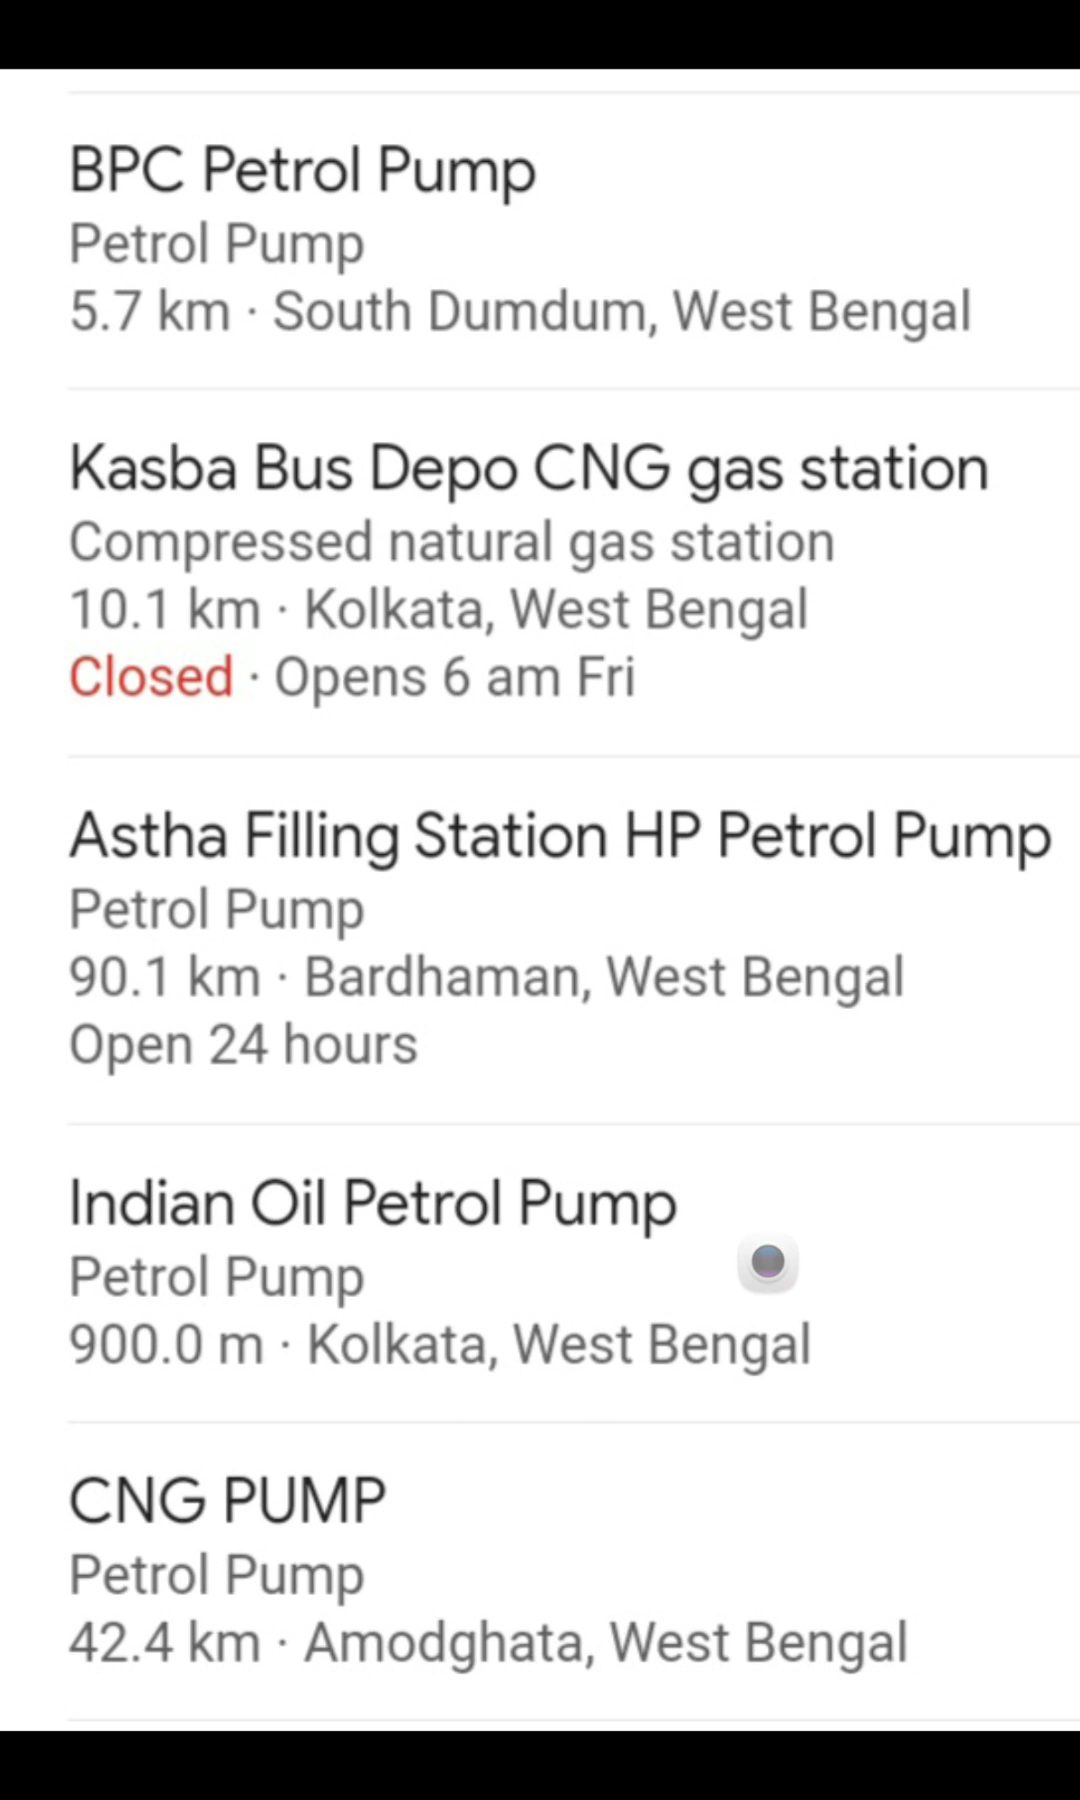 BPC Petrol Pump
Petrol Pump
5.7 km · South Dumdum, West Bengal
Kasba Bus Depo CNG gas station
Compressed natural gas station
10.1 km · Kolkata, West Bengal
Closed · Opens 6 am Fri
Astha Filling Station HP Petrol Pump
Petrol Pump
90.1 km · Bardhaman, West Bengal
Open 24 hours
Indian Oil Petrol Pump
Petrol Pump
900.0 m · Kolkata, West Bengal
CNG PUMP
Petrol Pump
42.4 km · Amodghata, West Bengal